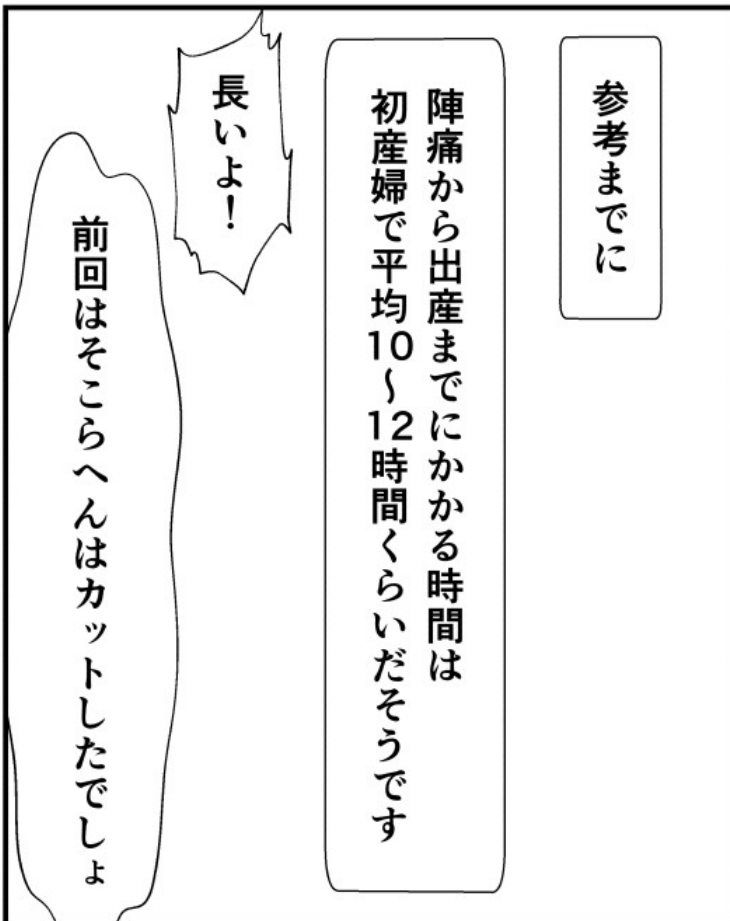 参考までに
陣痛から出産までにかかる時間は
初産婦で平均10〜12時間くらいだそうです
長いよ！
前回はそこらへんはカットしたでしょ